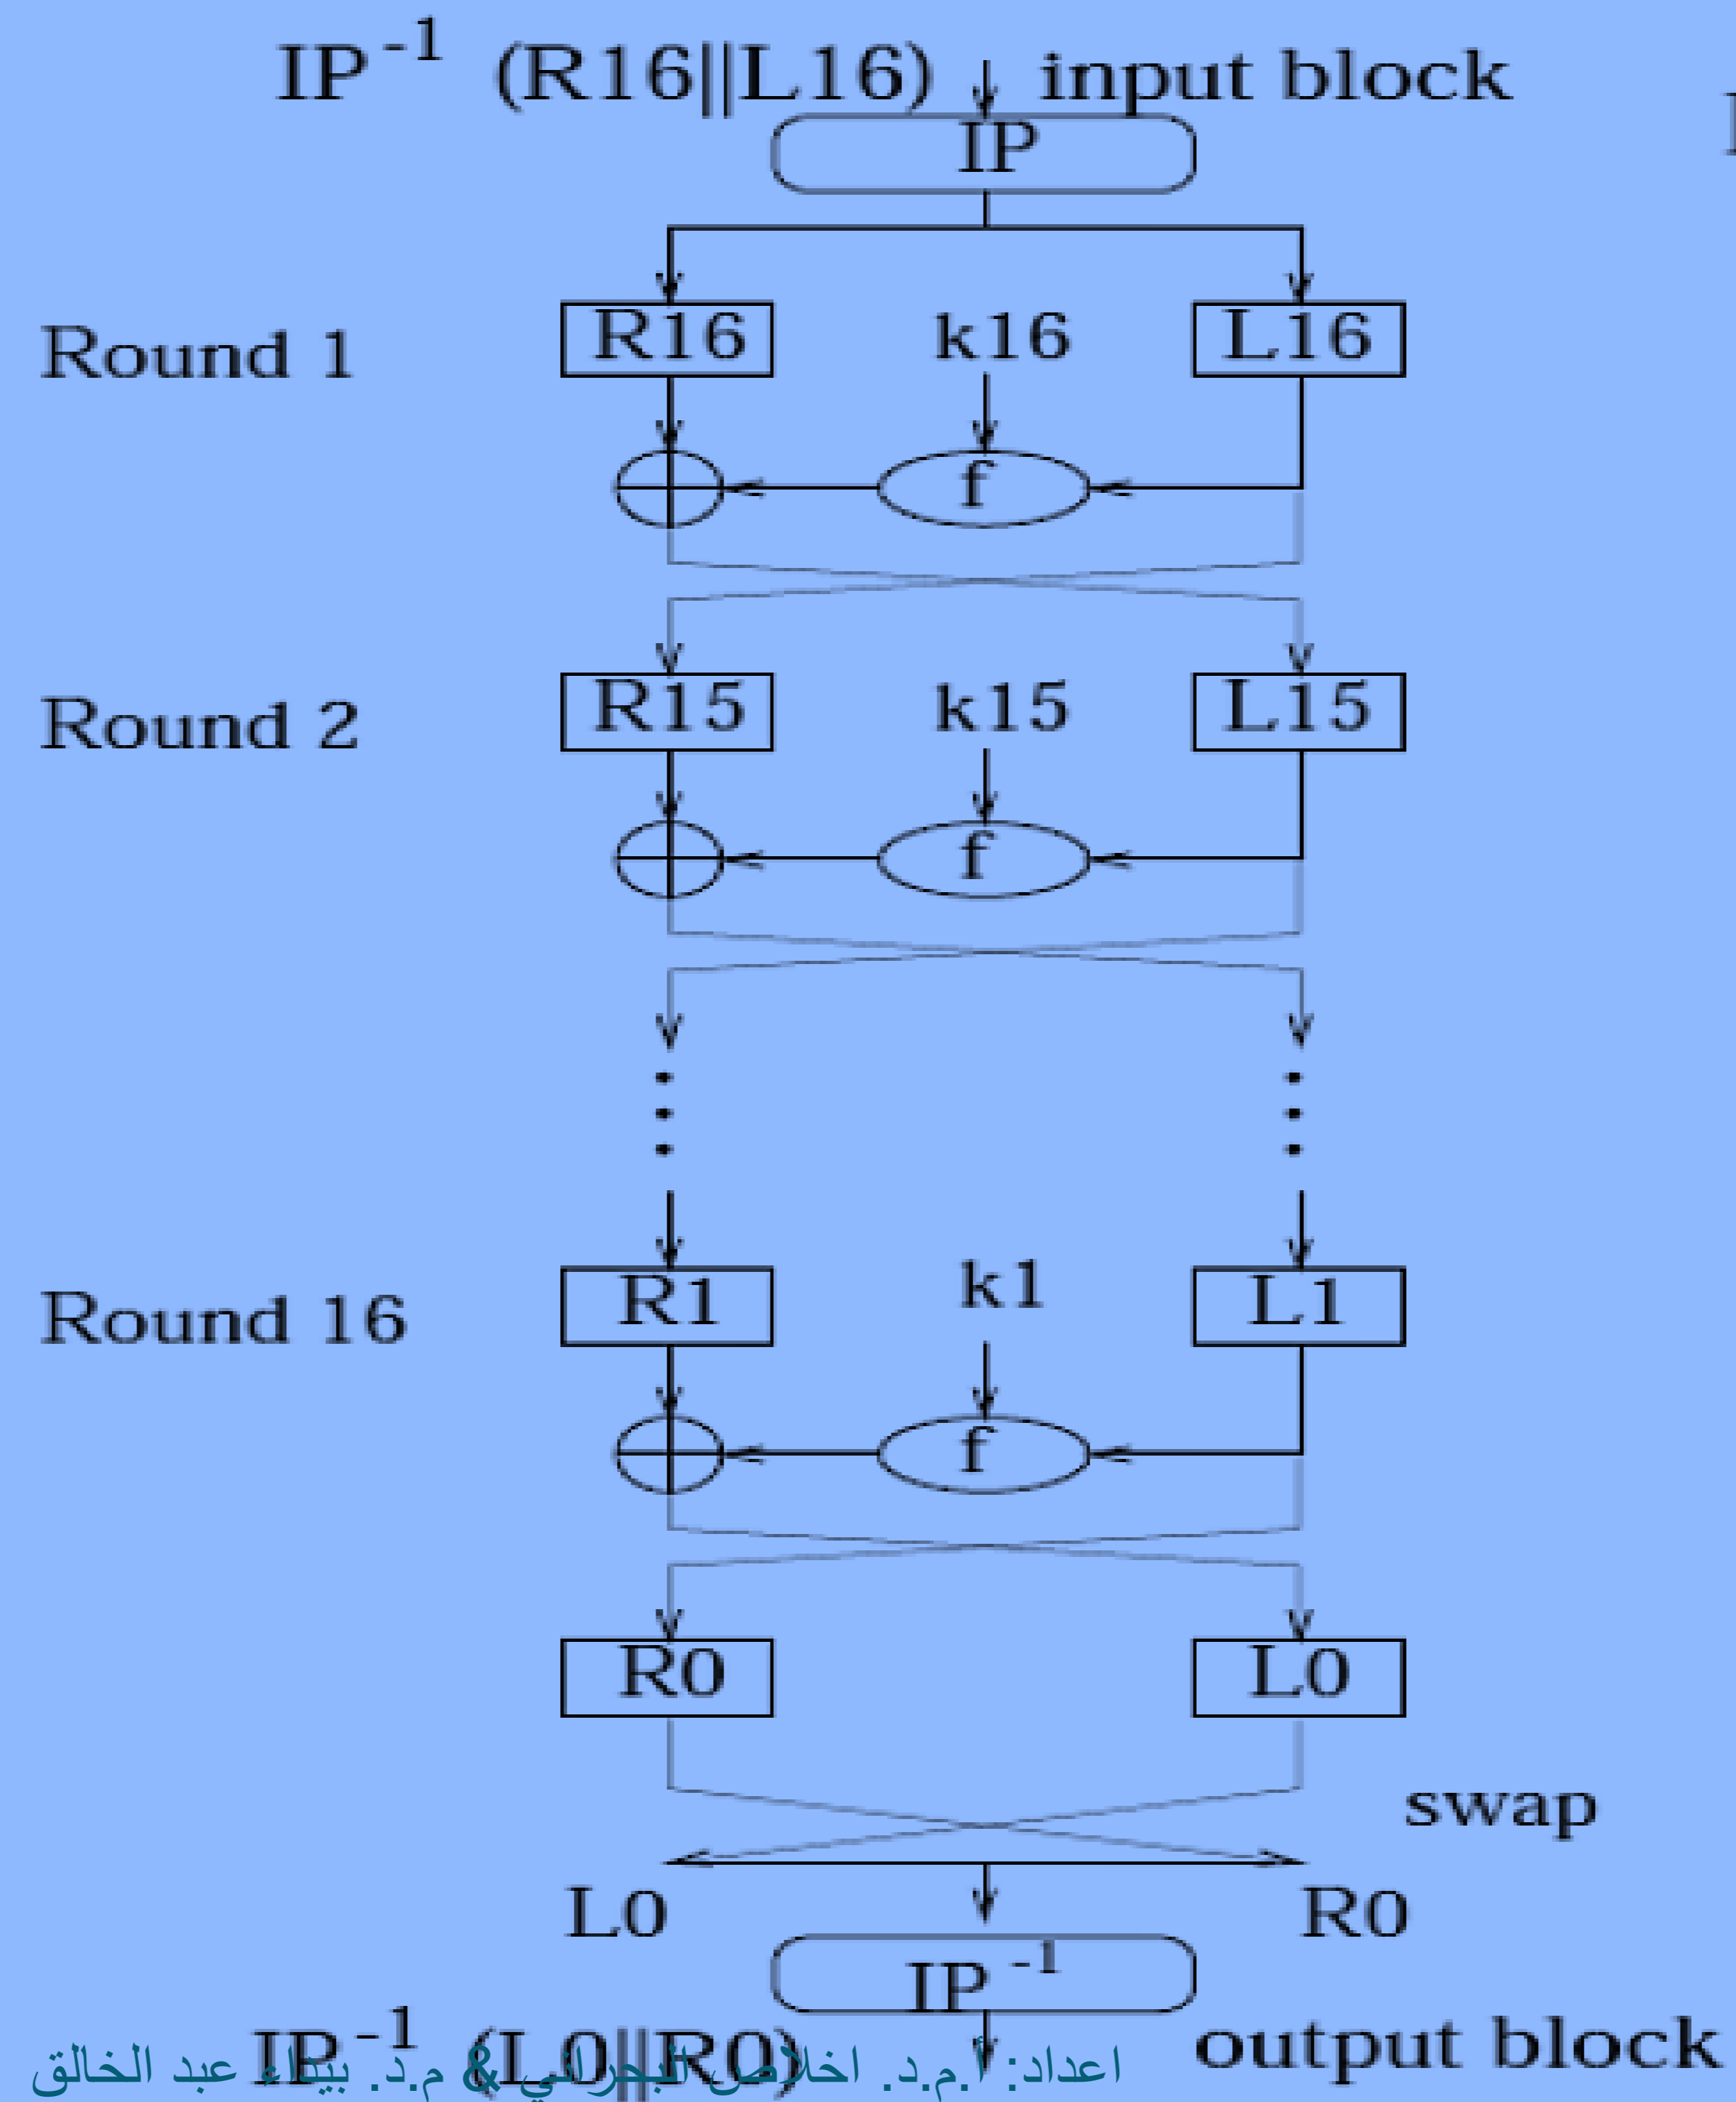 IP⁻¹ (R16||L16) input block
IP
Round 1 R16 k16 L16
f
Round 2 R15 k15 L15
f
Round 16 R1 k1 L1
f
R0 L0
swap
L0 R0
IP⁻¹
IP⁻¹ (L0||R0) output block
اعداد: أ.م.د. اخلاص البحراني & م.د. بيداء عبد الخالق